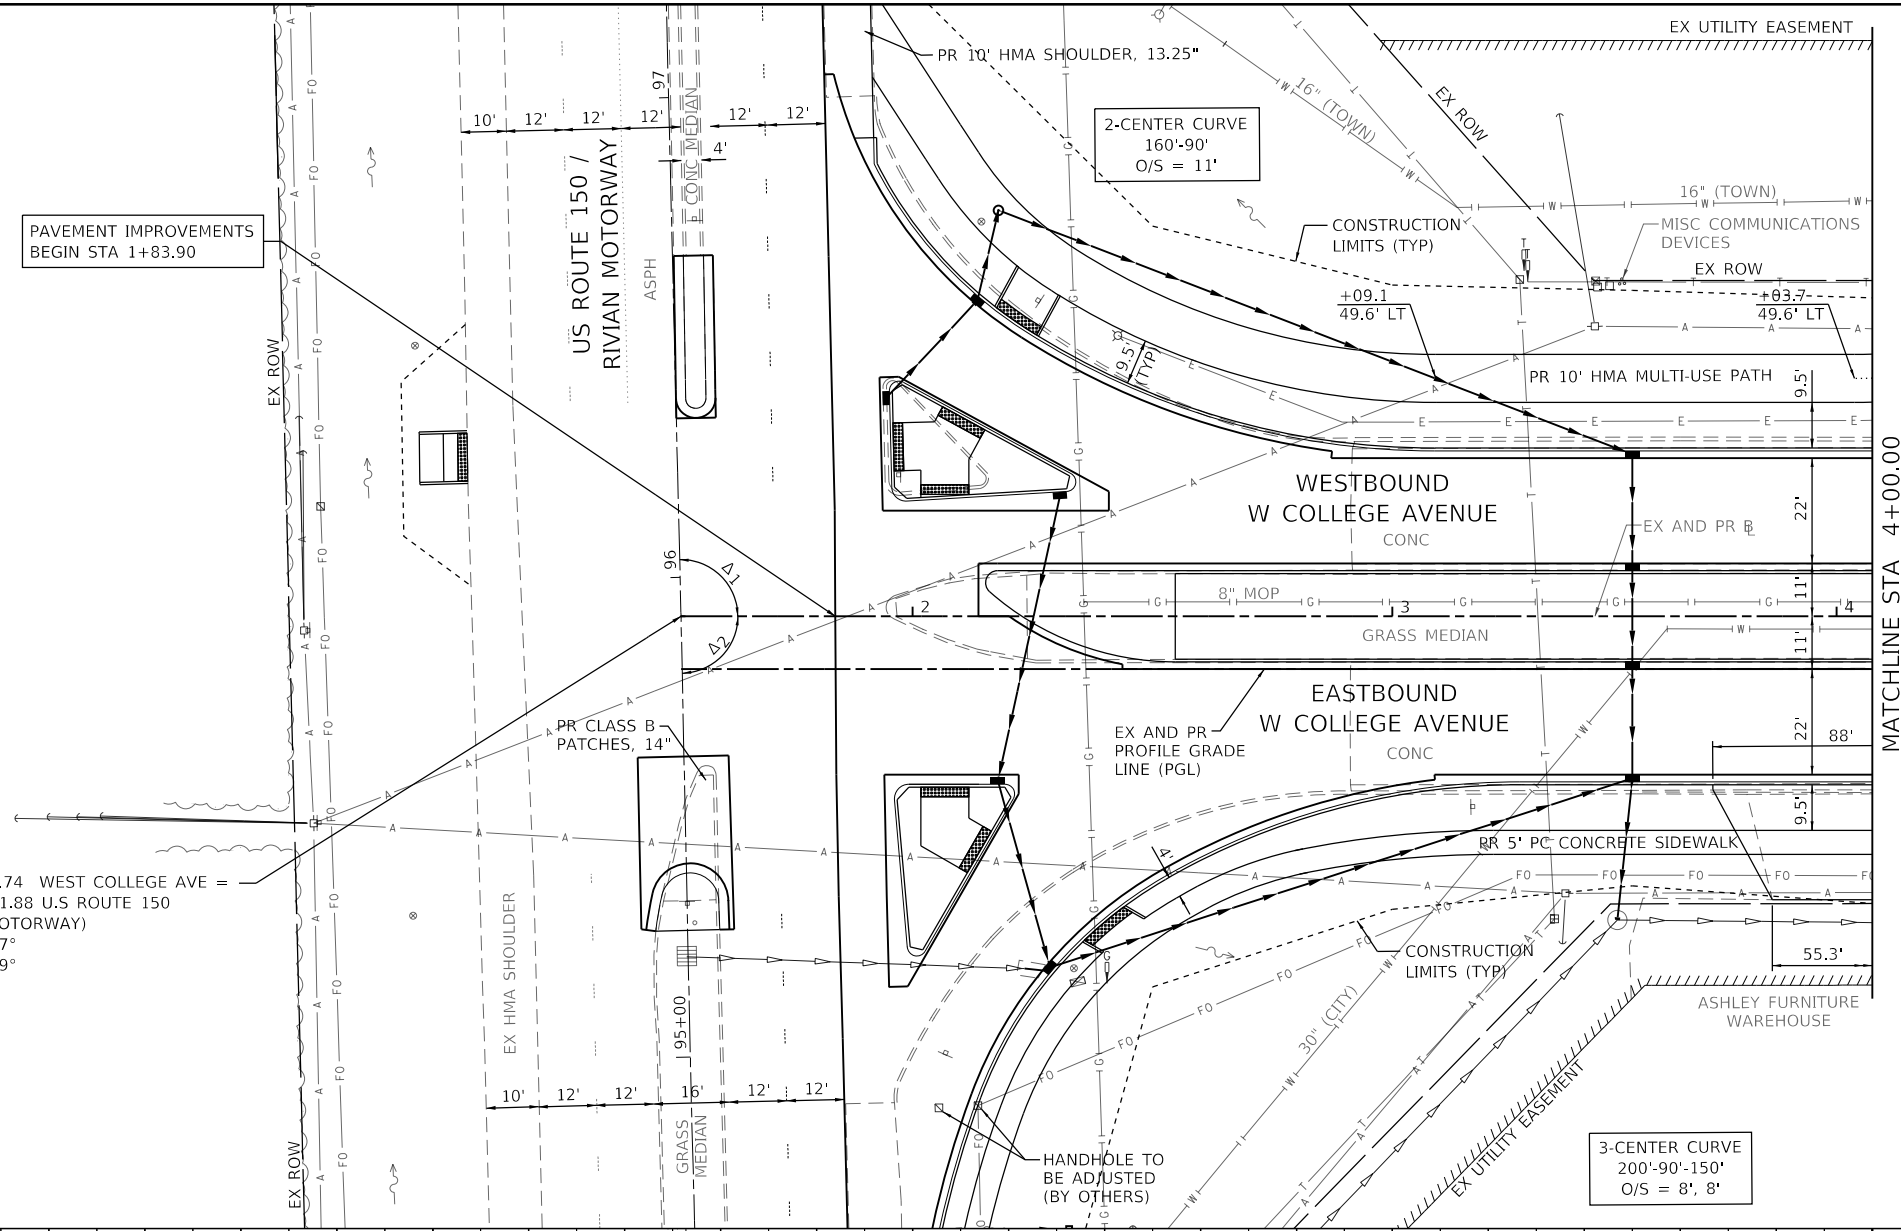 EX UTILITY EASEMENT
PR 10' HMA SHOULDER, 13.25"
97
CONC MEDIAN
10'
12'
12'
12'
12'
12'
4'
2-CENTER CURVE
160'-90'
O/S = 11'
16" (TOWN)
EX ROW
16" (TOWN)
MISC COMMUNICATIONS
DEVICES
CONSTRUCTION
LIMITS (TYP)
EX ROW
US ROUTE 150 /
RIVIAN MOTORWAY
ASPH
PAVEMENT IMPROVEMENTS
BEGIN STA 1+83.90
EX ROW
+09.1
49.6' LT
+03.7
49.6' LT
9.5'
(TYP)
PR 10' HMA MULTI-USE PATH
9.5'
WESTBOUND
W COLLEGE AVENUE
CONC
22'
EX AND PR BL
MATCHLINE STA 4+00.00
96
Δ1
Δ2
2
8" MOP
3
4
11'
GRASS MEDIAN
11'
EASTBOUND
W COLLEGE AVENUE
CONC
22'
88'
EX AND PR
PROFILE GRADE
LINE (PGL)
PR CLASS B
PATCHES, 14"
9.5'
4'
PR 5' PC CONCRETE SIDEWALK
.74 WEST COLLEGE AVE =
1.88 U.S ROUTE 150
OTORWAY)
7°
9°
EX HMA SHOULDER
95+00
CONSTRUCTION
LIMITS (TYP)
55.3'
ASHLEY FURNITURE
WAREHOUSE
30" (CITY)
EX UTILITY EASEMENT
10'
12'
12'
16'
12'
12'
GRASS
MEDIAN
EX ROW
HANDHOLE TO
BE ADJUSTED
(BY OTHERS)
3-CENTER CURVE
200'-90'-150'
O/S = 8', 8'